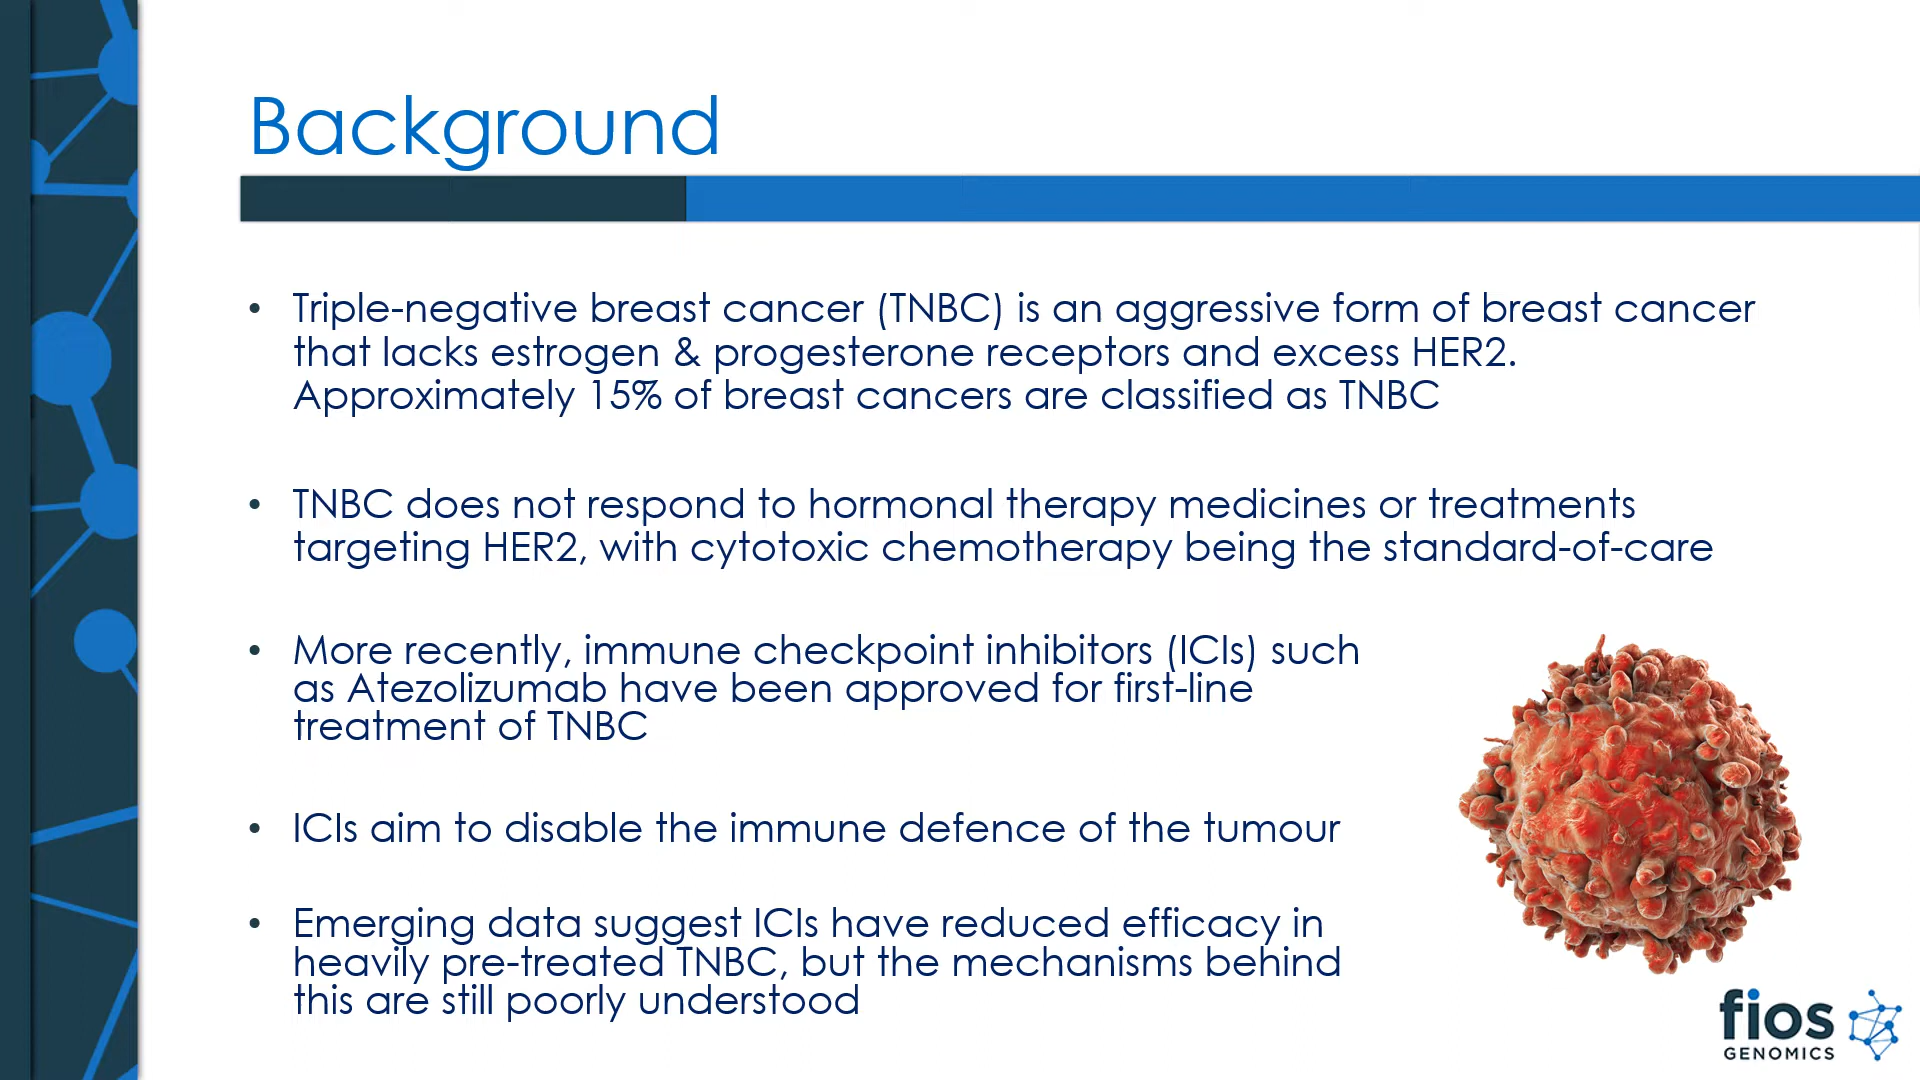 Background
• Triple-negative breast cancer (TNBC) is an aggressive form of breast cancer
that lacks estrogen & progesterone receptors and excess HER2.
Approximately 15% of breast cancers are classified as TNBC
• TNBC does not respond to hormonal therapy medicines or treatments
targeting HER2, with cytotoxic chemotherapy being the standard-of-care
• More recently, immune checkpoint inhibitors (ICIs) such
as Atezolizumab have been approved for first-line
treatment of TNBC
• ICIs aim to disable the immune defence of the tumour
• Emerging data suggest ICIs have reduced efficacy in
heavily pre-treated TNBC, but the mechanisms behind
this are still poorly understood
fios
GENOMICS